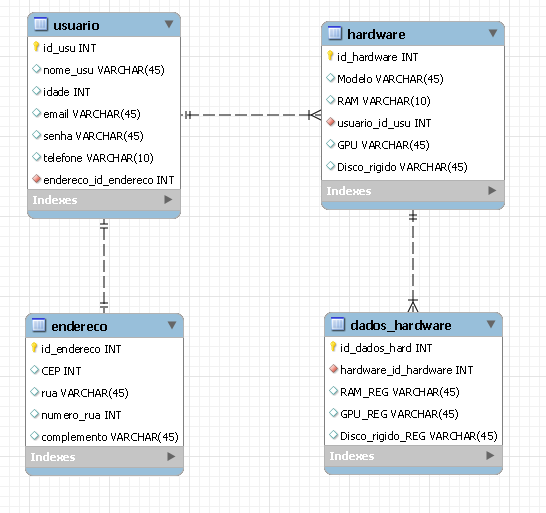 usuario
id_usu INT
nome_usu VARCHAR(45)
idade INT
email VARCHAR(45)
senha VARCHAR(45)
telefone VARCHAR(10)
endereco_id_endereco INT
Indexes
hardware
id_hardware INT
Modelo VARCHAR(45)
RAM VARCHAR(10)
usuario_id_usu INT
GPU VARCHAR(45)
Disco_rigido VARCHAR(45)
Indexes
endereco
id_endereco INT
CEP INT
rua VARCHAR(45)
numero_rua INT
complemento VARCHAR(45)
Indexes
dados_hardware
id_dados_hard INT
hardware_id_hardware INT
RAM_REG VARCHAR(45)
GPU_REG VARCHAR(45)
Disco_rigido_REG VARCHAR(45)
Indexes